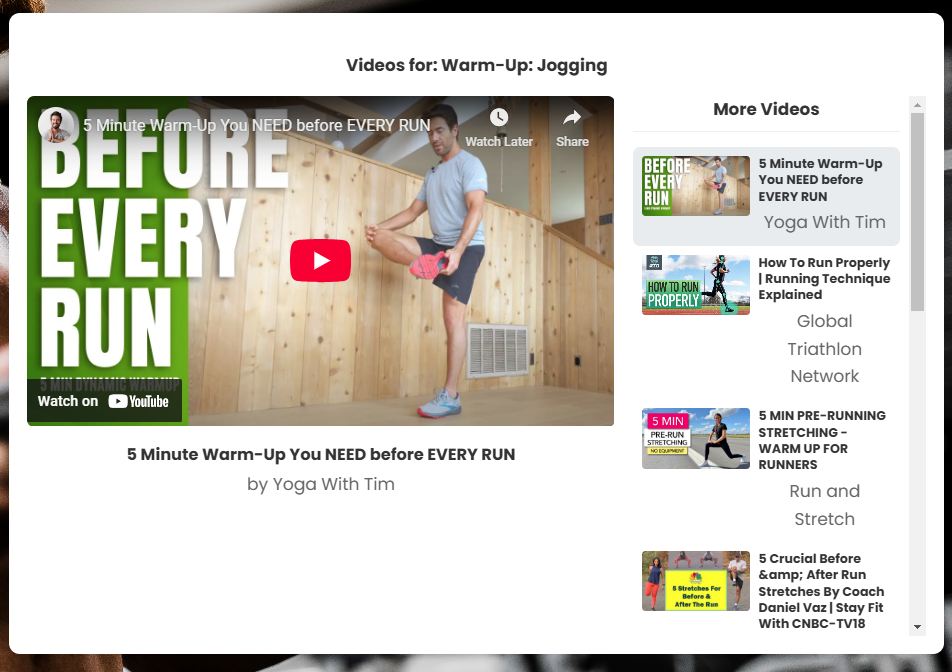 Videos for: Warm-Up: Jogging
5 Minute Warm-Up You NEED before EVERY RUN
Watch Later
Share
BEFORE
EVERY
RUN
5 MIN DYNAMIC WARMUP
Watch on YouTube
5 Minute Warm-Up You NEED before EVERY RUN
by Yoga With Tim
More Videos
BEFORE
EVERY
RUN
5 Minute Warm-Up
You NEED before
EVERY RUN
Yoga With Tim
HOW TO RUN
PROPERLY
How To Run Properly
| Running Technique
Explained
Global
Triathlon
Network
5 MIN
PRE-RUN
STRETCHING
NO EQUIPMENT
5 MIN PRE-RUNNING
STRETCHING -
WARM UP FOR
RUNNERS
Run and
Stretch
5 Stretches For
Before &
After The Run
5 Crucial Before
&amp; After Run
Stretches By Coach
Daniel Vaz | Stay Fit
With CNBC-TV18